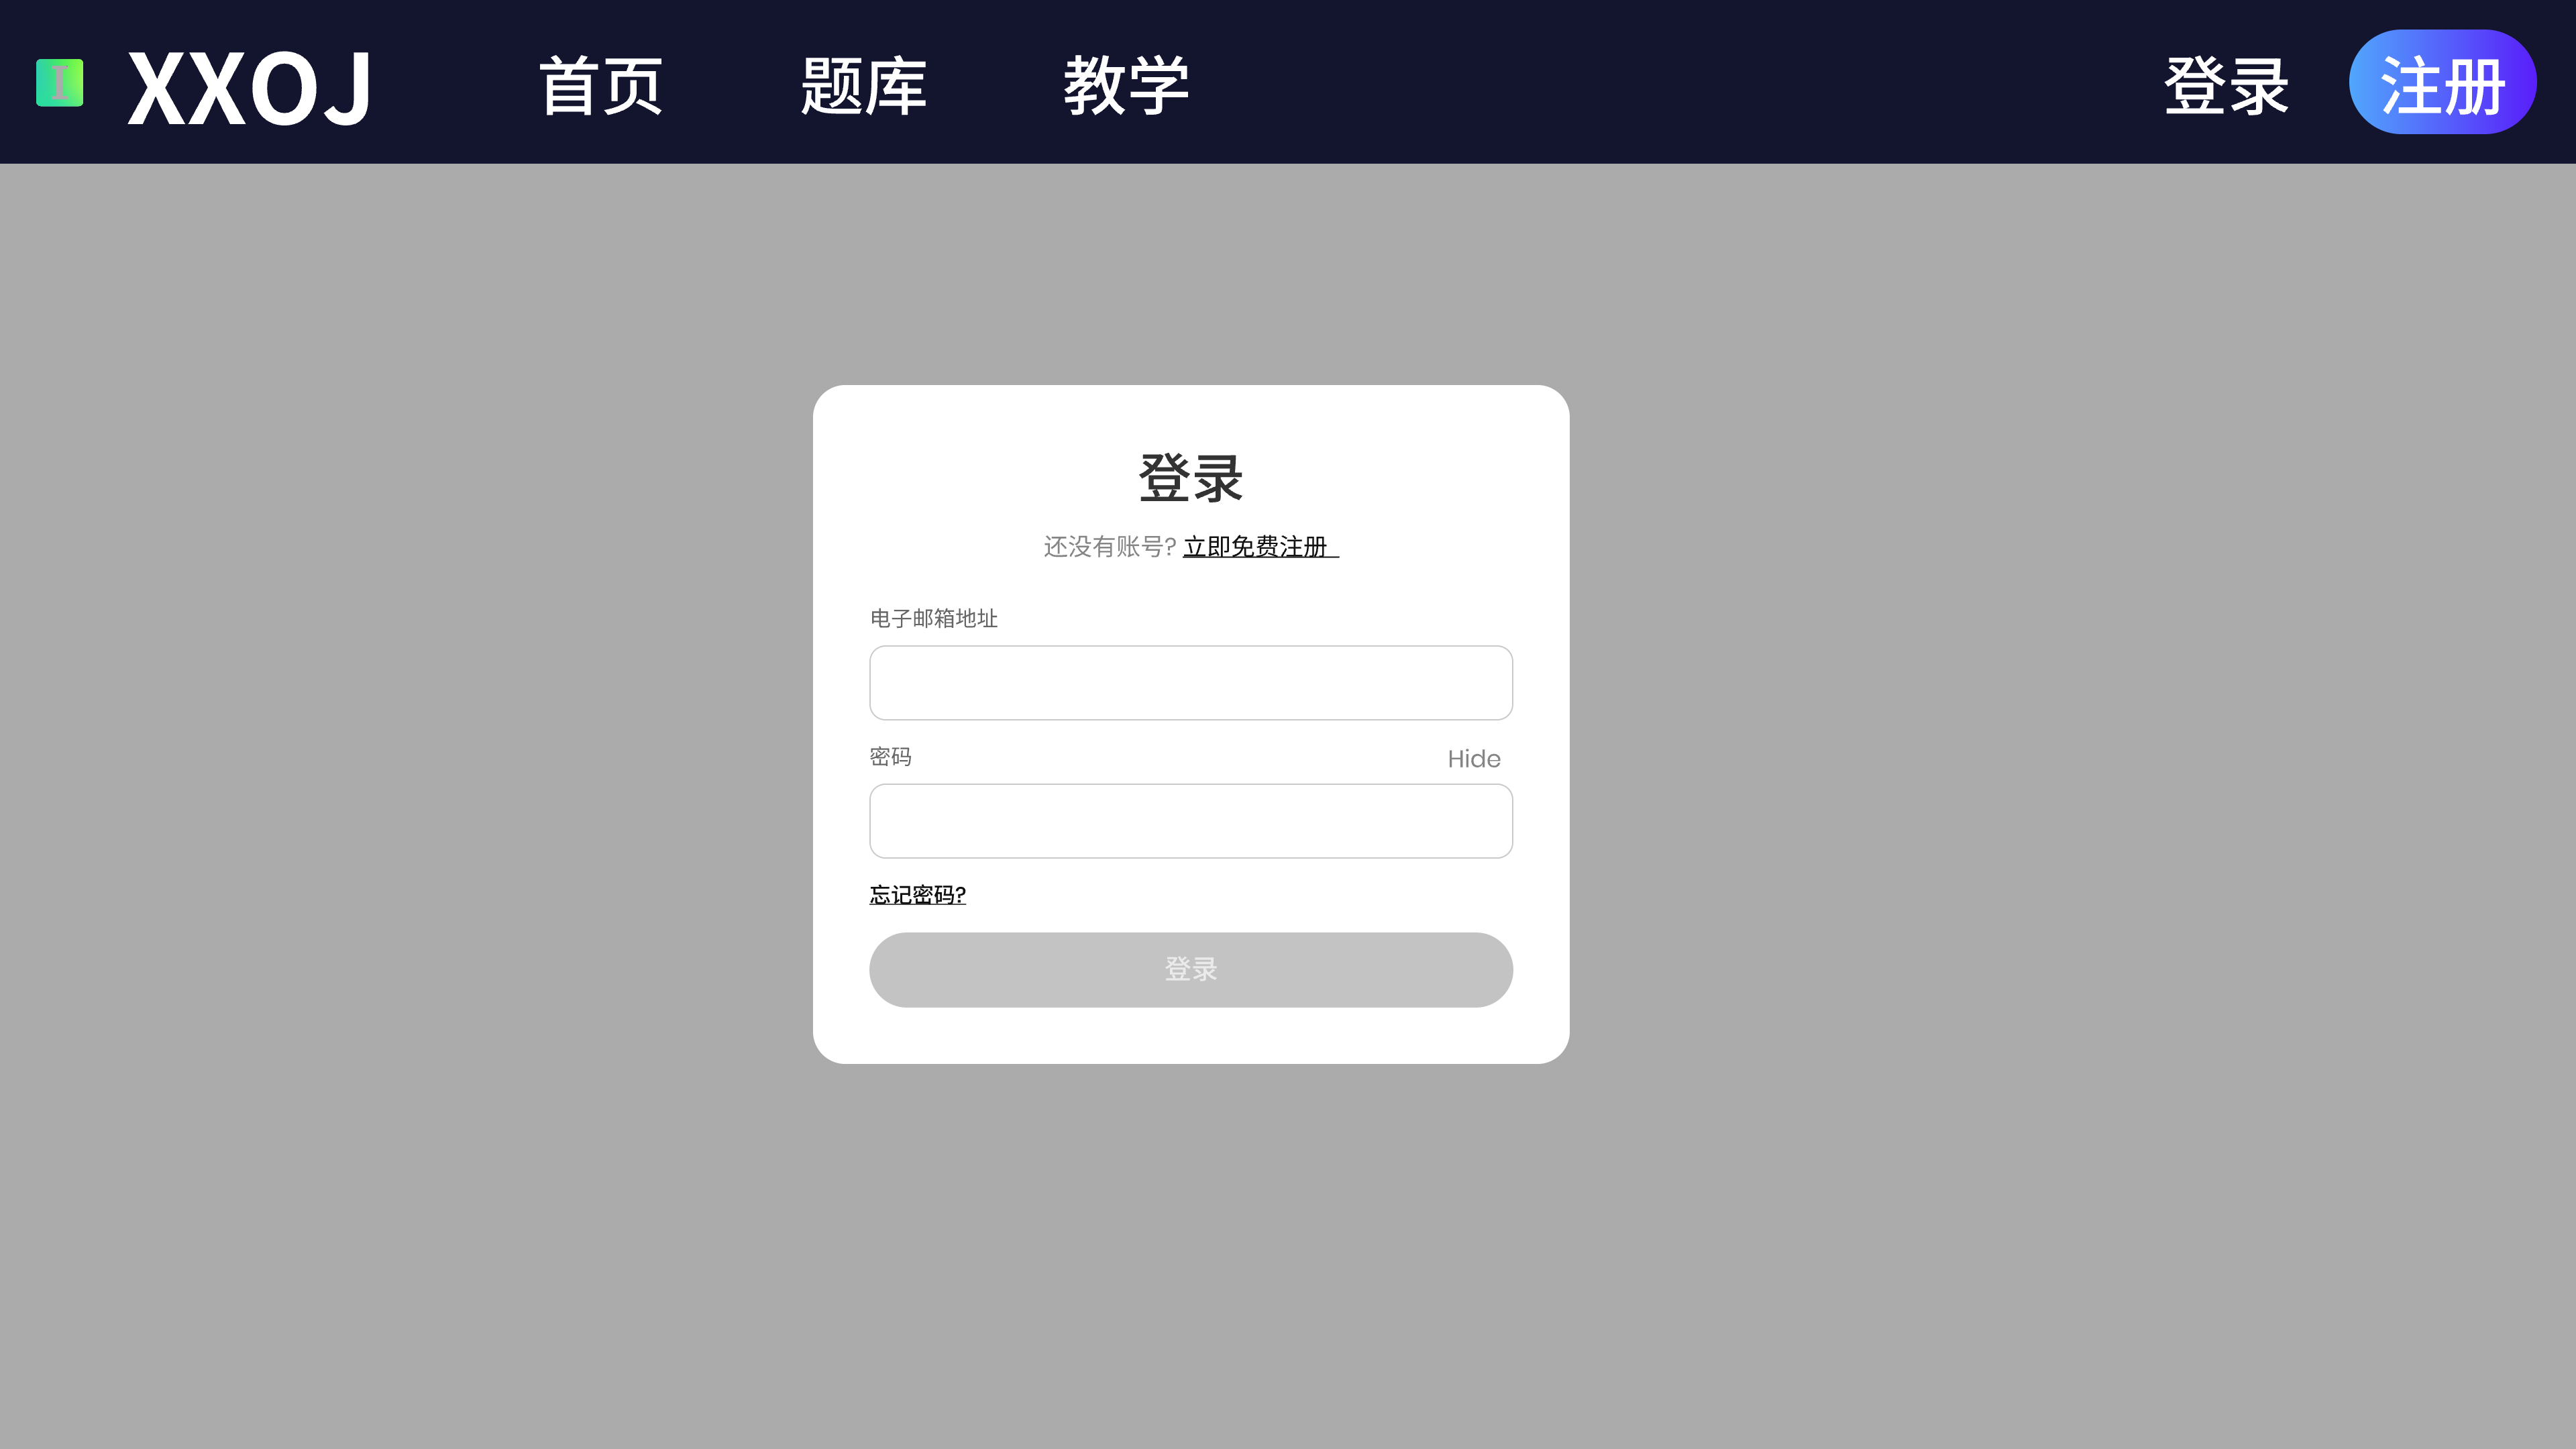 I XXOJ 首页 题库 教学 登录 注册
登录
还没有账号? 立即免费注册
电子邮箱地址
密码 Hide
忘记密码?
登录